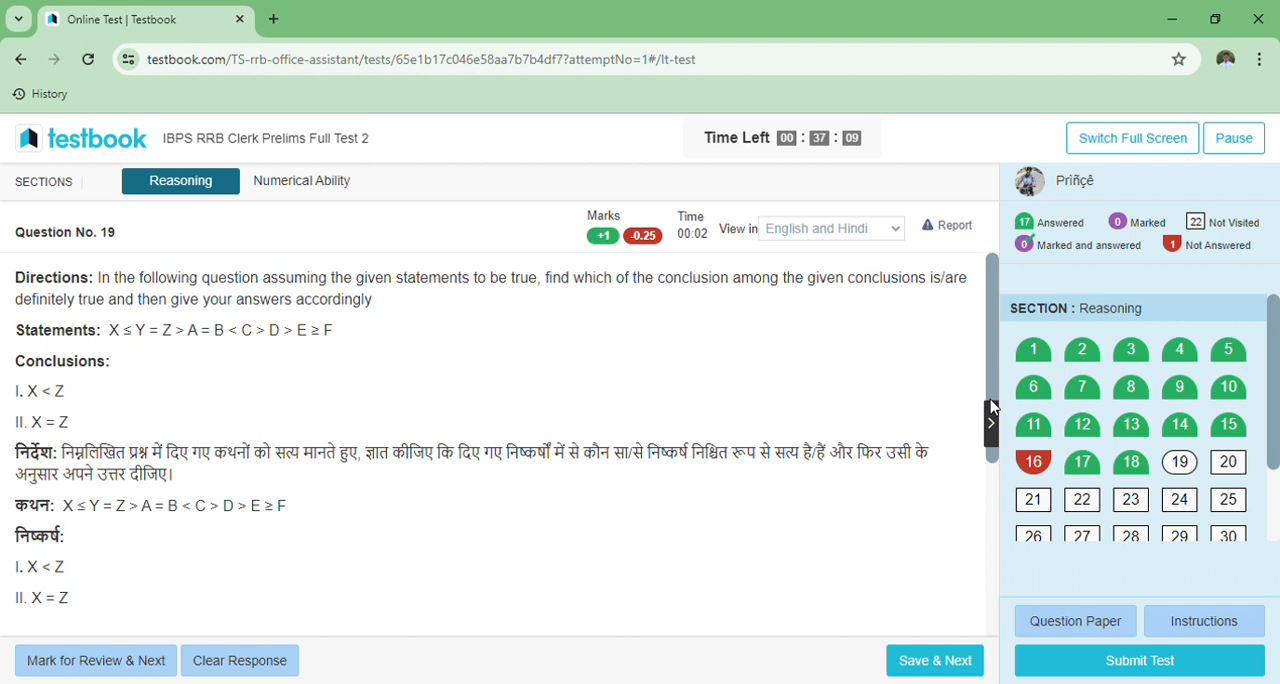 Online Test | Testbook
testbook.com/TS-rrb-office-assistant/tests/65e1b17c046e58aa7b7b4df7?attemptNo=1#/lt-test
History
testbook IBPS RRB Clerk Prelims Full Test 2 Time Left 00 : 37 : 09 Switch Full Screen Pause
SECTIONS Reasoning Numerical Ability Prïñçê
Question No. 19 Marks +1 -0.25 Time 00:02 View in English and Hindi Report
17 Answered 0 Marked 22 Not Visited
0 Marked and answered 1 Not Answered
Directions: In the following question assuming the given statements to be true, find which of the conclusion among the given conclusions is/are
definitely true and then give your answers accordingly
Statements: X ≤ Y = Z > A = B < C > D > E ≥ F
Conclusions:
I. X < Z
II. X = Z
निर्देश: निम्नलिखित प्रश्न में दिए गए कथनों को सत्य मानते हुए, ज्ञात कीजिए कि दिए गए निष्कर्षों में से कौन सा/से निष्कर्ष निश्चित रूप से सत्य है/हैं और फिर उसी के
अनुसार अपने उत्तर दीजिए।
कथन: X ≤ Y = Z > A = B < C > D > E ≥ F
निष्कर्ष:
I. X < Z
II. X = Z
SECTION : Reasoning
1 2 3 4 5
6 7 8 9 10
11 12 13 14 15
16 17 18 19 20
21 22 23 24 25
26 27 28 29 30
Question Paper Instructions
Mark for Review & Next Clear Response Save & Next Submit Test